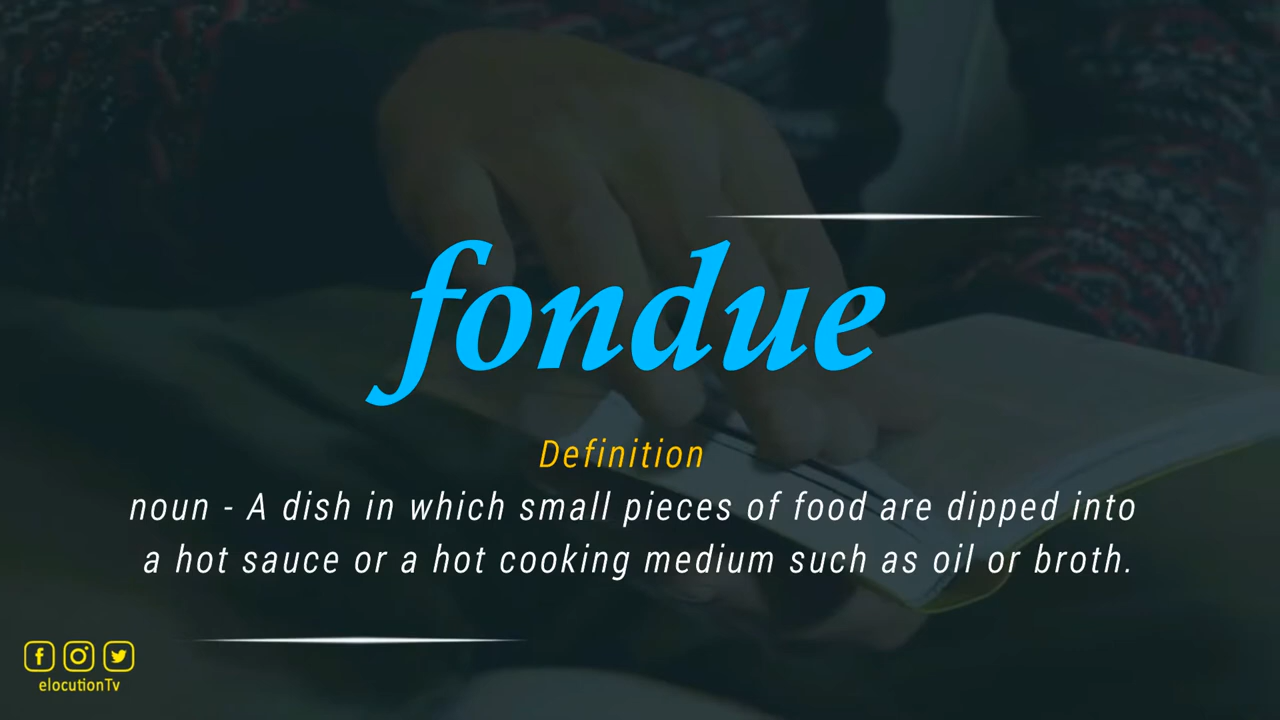 fondue
Definition
noun - A dish in which small pieces of food are dipped into
a hot sauce or a hot cooking medium such as oil or broth.
elocutionTv